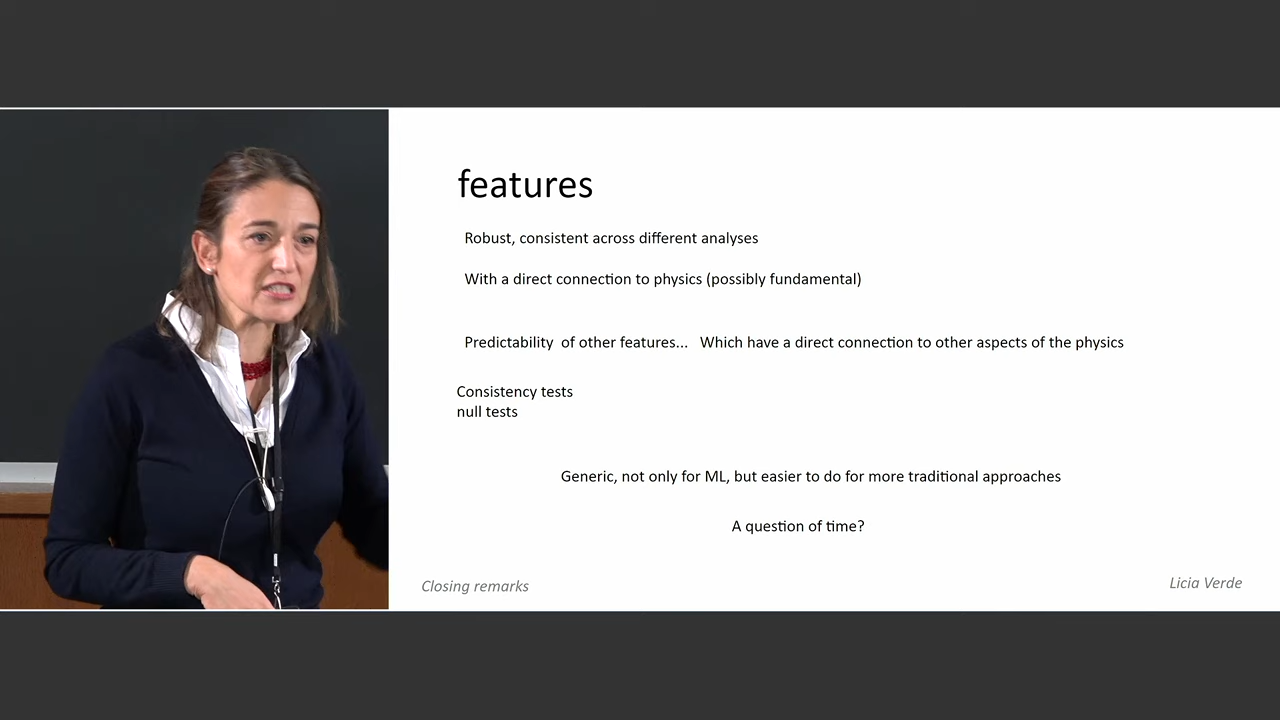 features
Robust, consistent across different analyses
With a direct connection to physics (possibly fundamental)
Predictability  of other features...   Which have a direct connection to other aspects of the physics
Consistency tests
null tests
Generic, not only for ML, but easier to do for more traditional approaches
A question of time?
Closing remarks
Licia Verde